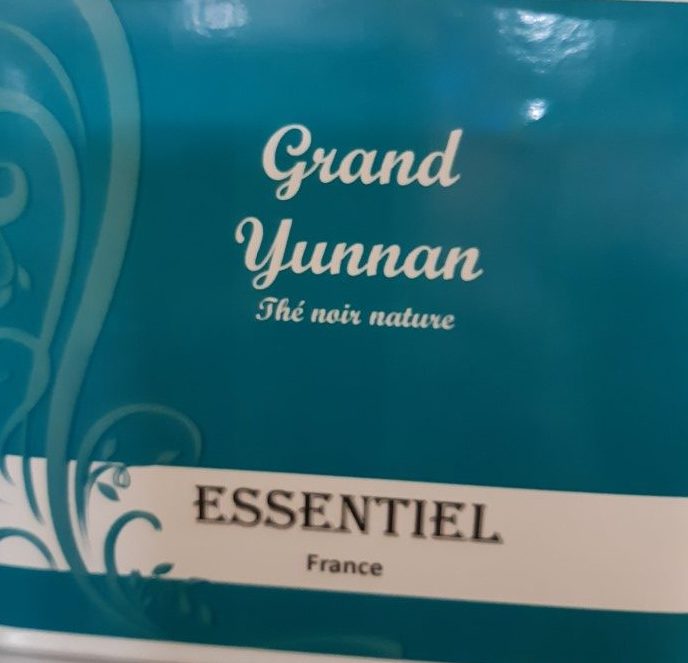 Grand
Yunnan
Thé noir nature
ESSENTIEL
France